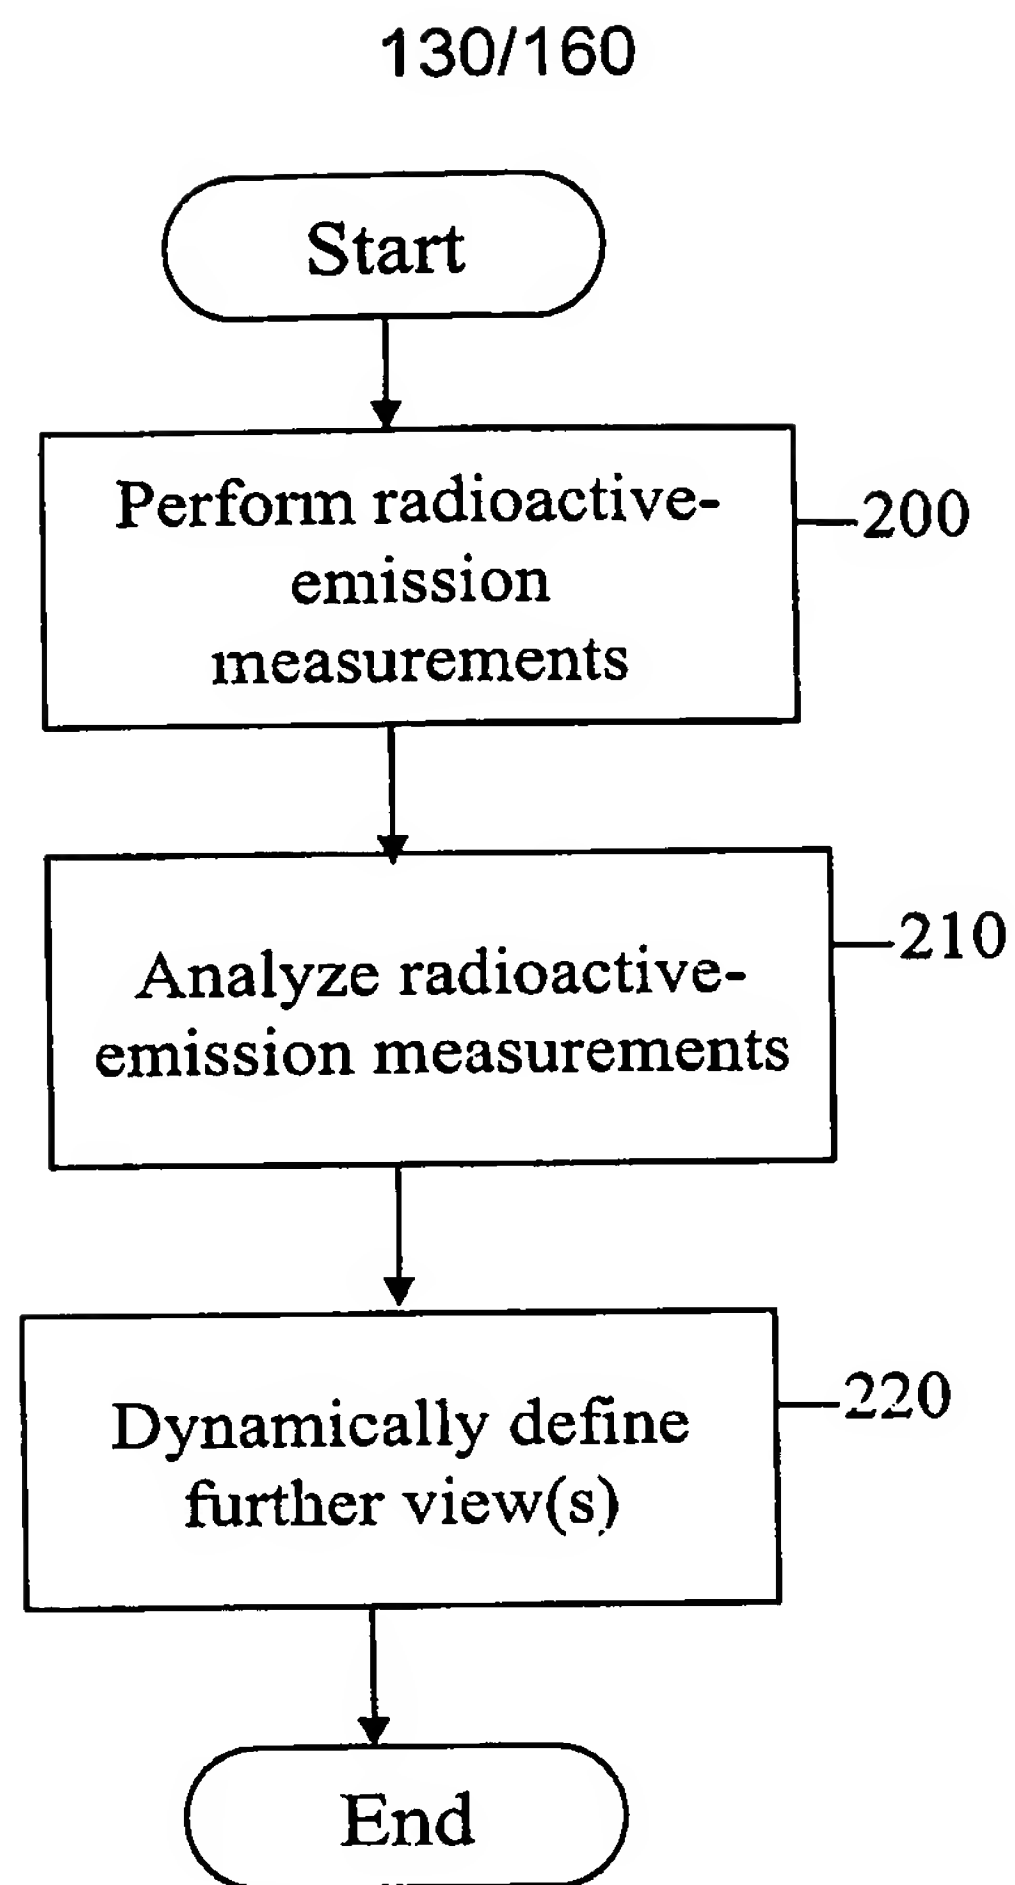 130/160
Start
Perform radioactive-
emission
measurements
200
Analyze radioactive-
emission measurements
210
Dynamically define
further view(s)
220
End